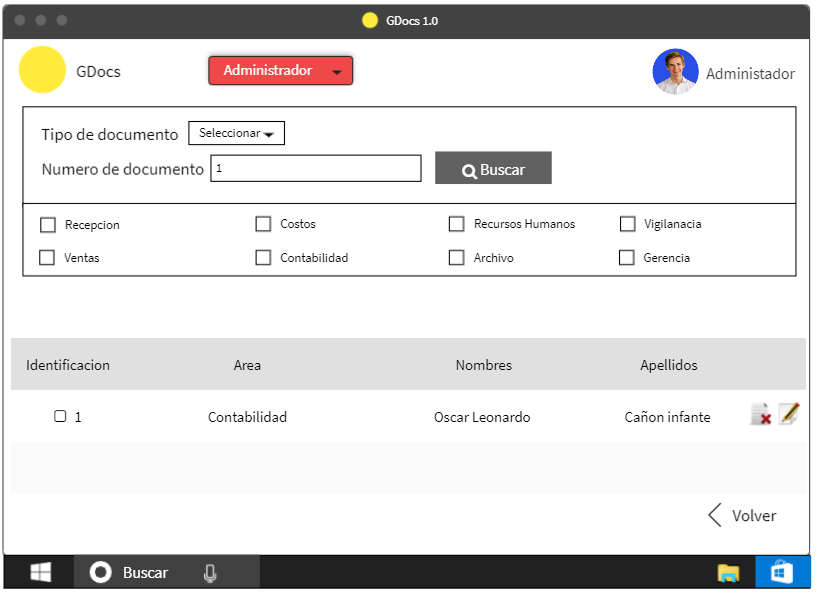 GDocs 1.0
GDocs
Administrador
Administador
Tipo de documento Seleccionar
Numero de documento 1 Buscar
Recepcion Costos Recursos Humanos Vigilanacia
Ventas Contabilidad Archivo Gerencia
Identificacion Area Nombres Apellidos
1 Contabilidad Oscar Leonardo Cañon infante
Volver
Buscar